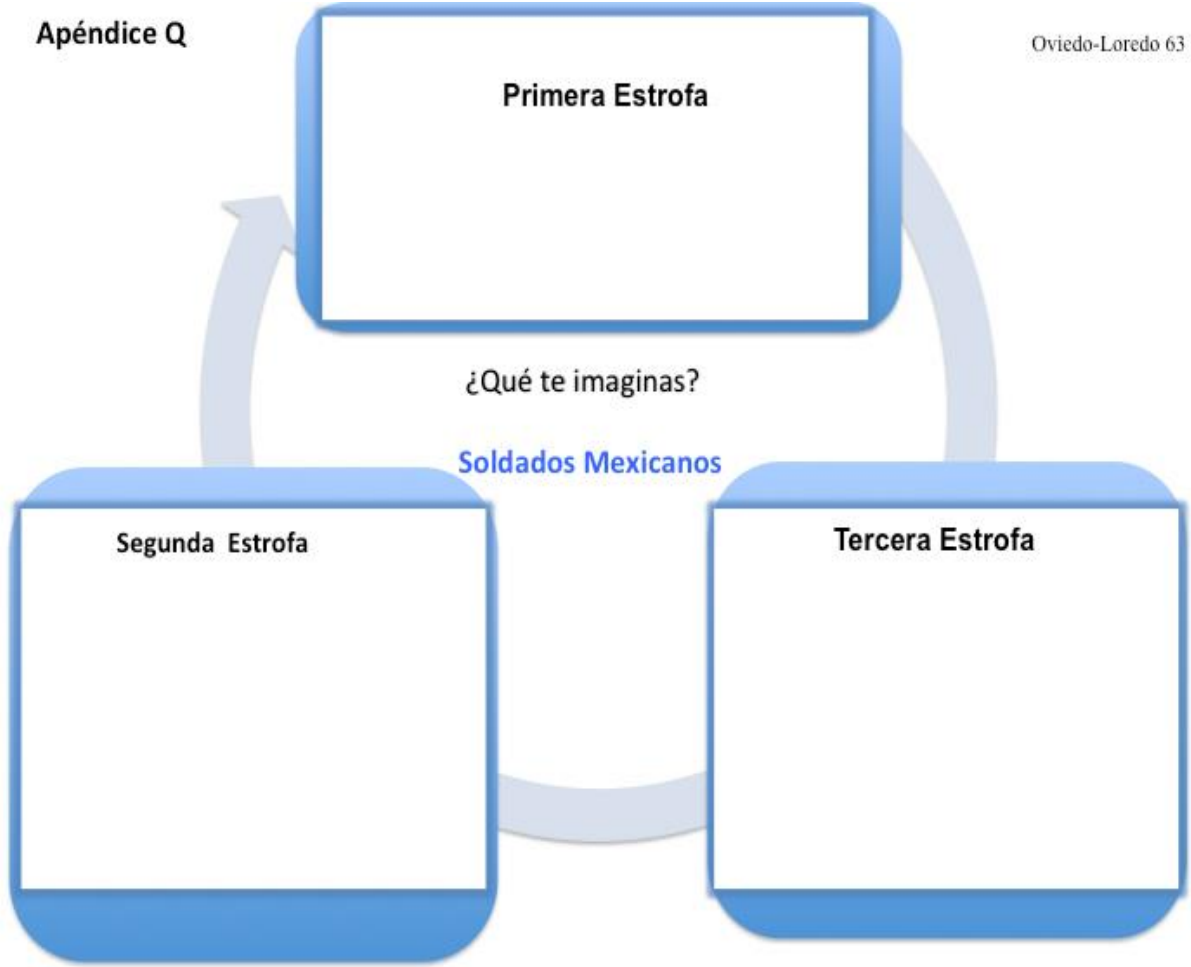 Apéndice Q
Oviedo-Loredo 63
Primera Estrofa
¿Qué te imaginas?
Soldados Mexicanos
Segunda Estrofa
Tercera Estrofa